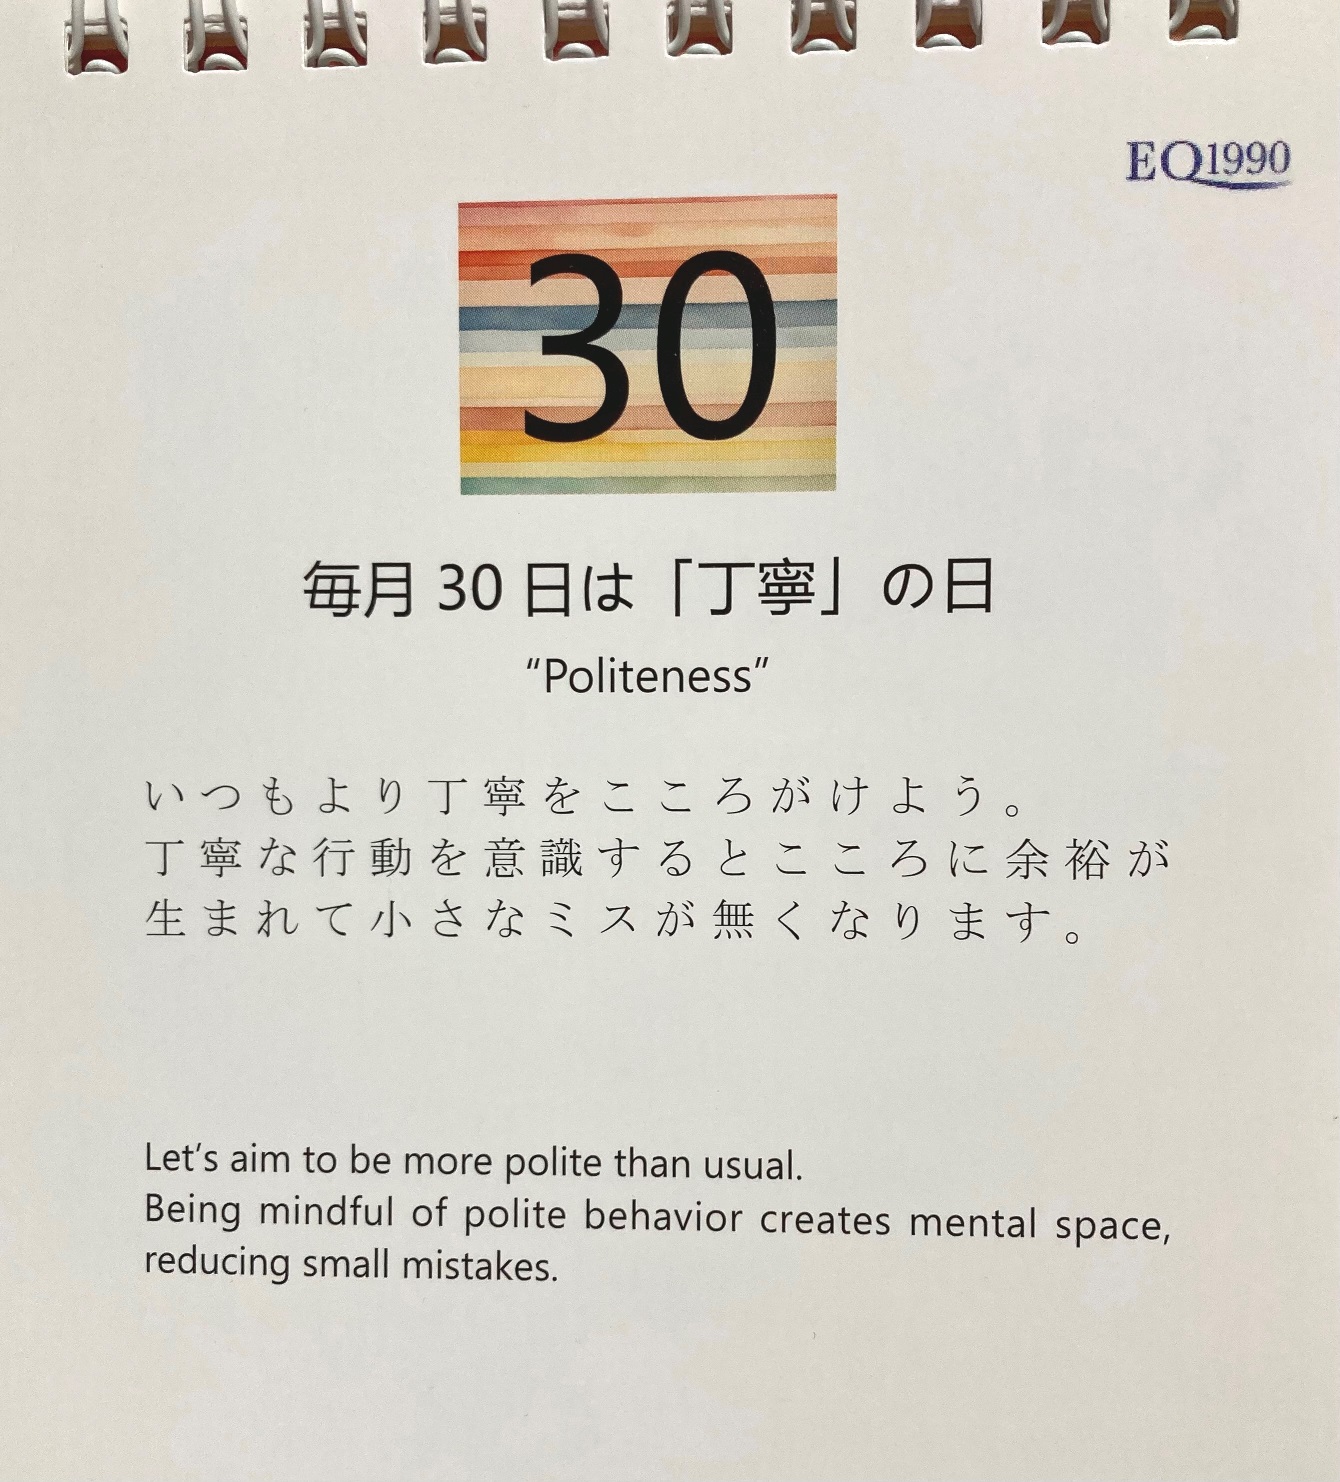 EQ1990
30
毎月 30 日は「丁寧」の日
“Politeness”
いつもより丁寧をこころがけよう。
丁寧な行動を意識するとこころに余裕が
生まれて小さなミスが無くなります。
Let’s aim to be more polite than usual.
Being mindful of polite behavior creates mental space,
reducing small mistakes.